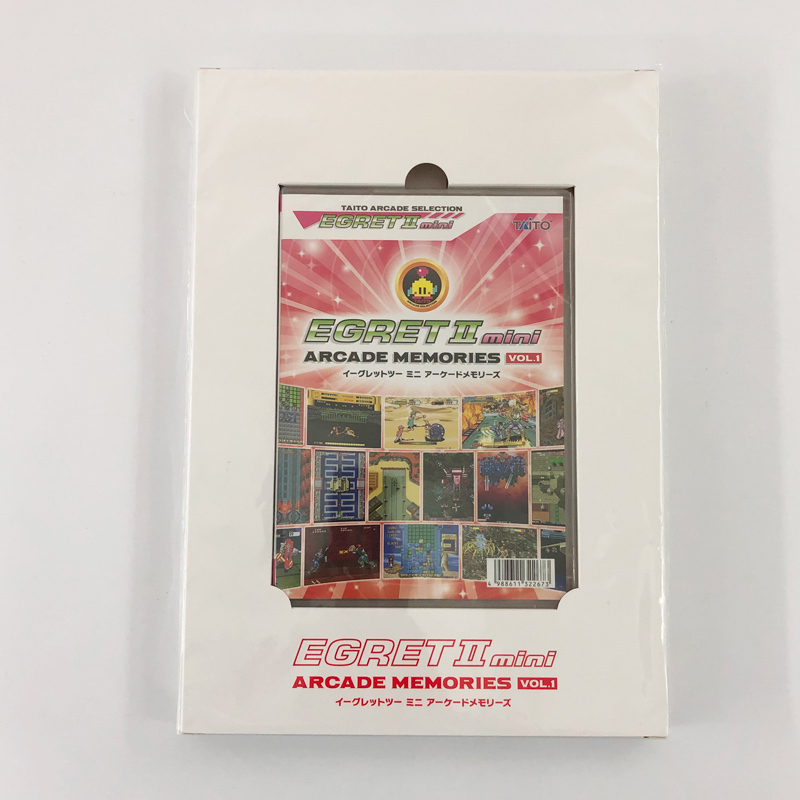 TAITO ARCADE SELECTION
EGRET II mini
TAITO
EGRET II mini
ARCADE MEMORIES VOL.1
イーグレットツー ミニ アーケードメモリーズ
4 988611 322673
EGRET II mini
ARCADE MEMORIES VOL.1
イーグレットツー ミニ アーケードメモリーズ